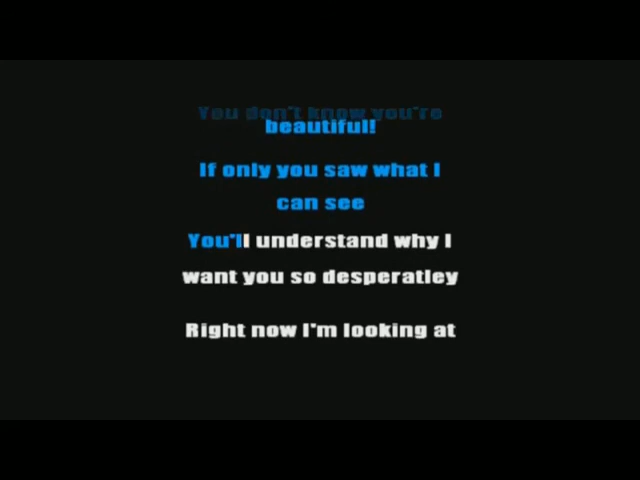 You don't know you're
beautiful!
If only you saw what I
can see
You'll understand why I
want you so desperatley
Right now I'm looking at